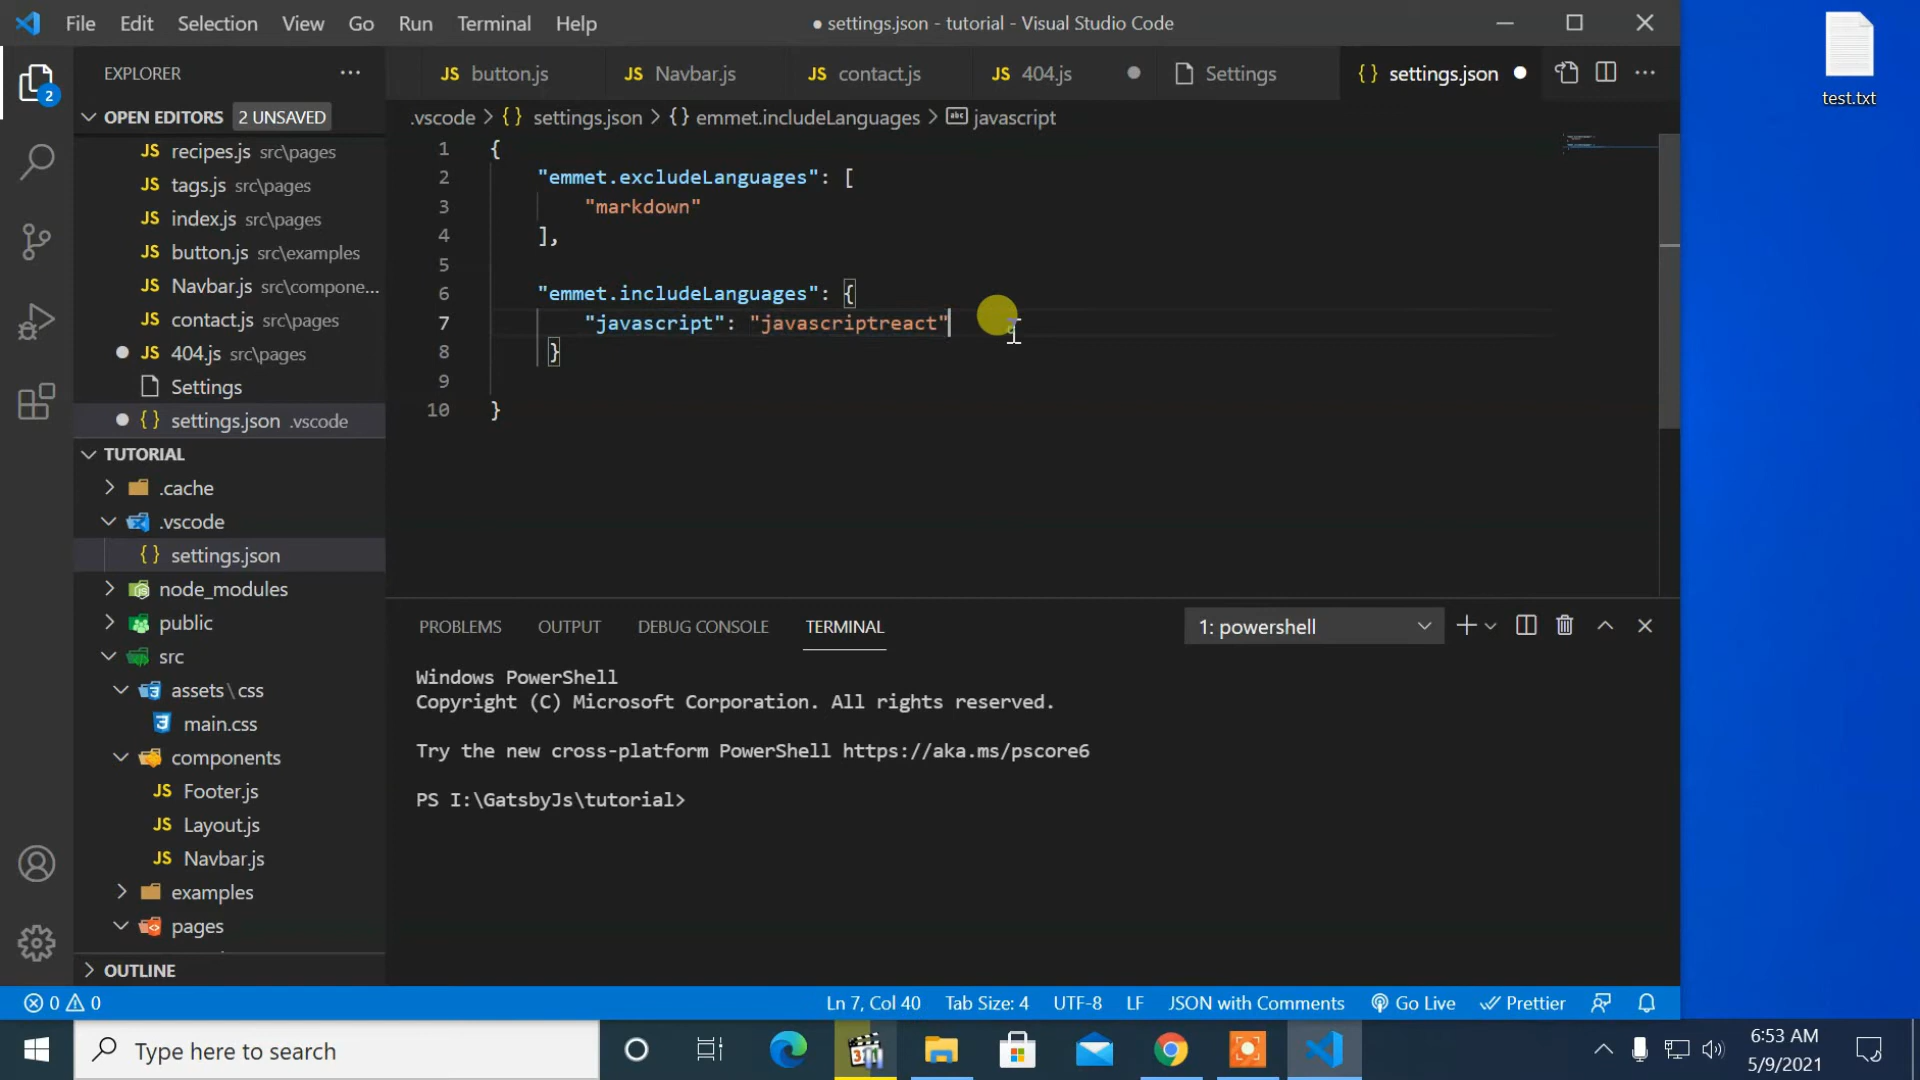 File Edit Selection View Go Run Terminal Help
● settings.json - tutorial - Visual Studio Code
test.txt
2
EXPLORER
JS button.js
JS Navbar.js
JS contact.js
JS 404.js
Settings
{} settings.json
OPEN EDITORS 2 UNSAVED
JS recipes.js src\pages
JS tags.js src\pages
JS index.js src\pages
JS button.js src\examples
JS Navbar.js src\compone...
JS contact.js src\pages
JS 404.js src\pages
Settings
{} settings.json .vscode
TUTORIAL
.cache
.vscode
{} settings.json
node_modules
public
src
assets\css
main.css
components
JS Footer.js
JS Layout.js
JS Navbar.js
examples
pages
OUTLINE
.vscode > {} settings.json > {} emmet.includeLanguages > abc javascript
1 {
2 "emmet.excludeLanguages": [
3 "markdown"
4 ],
5
6 "emmet.includeLanguages": {
7 "javascript": "javascriptreact"
8 }
9
10 }
PROBLEMS OUTPUT DEBUG CONSOLE TERMINAL 1: powershell
Windows PowerShell
Copyright (C) Microsoft Corporation. All rights reserved.
Try the new cross-platform PowerShell https://aka.ms/pscore6
PS I:\GatsbyJs\tutorial>
0 0 Ln 7, Col 40 Tab Size: 4 UTF-8 LF JSON with Comments Go Live Prettier
Type here to search
6:53 AM
5/9/2021